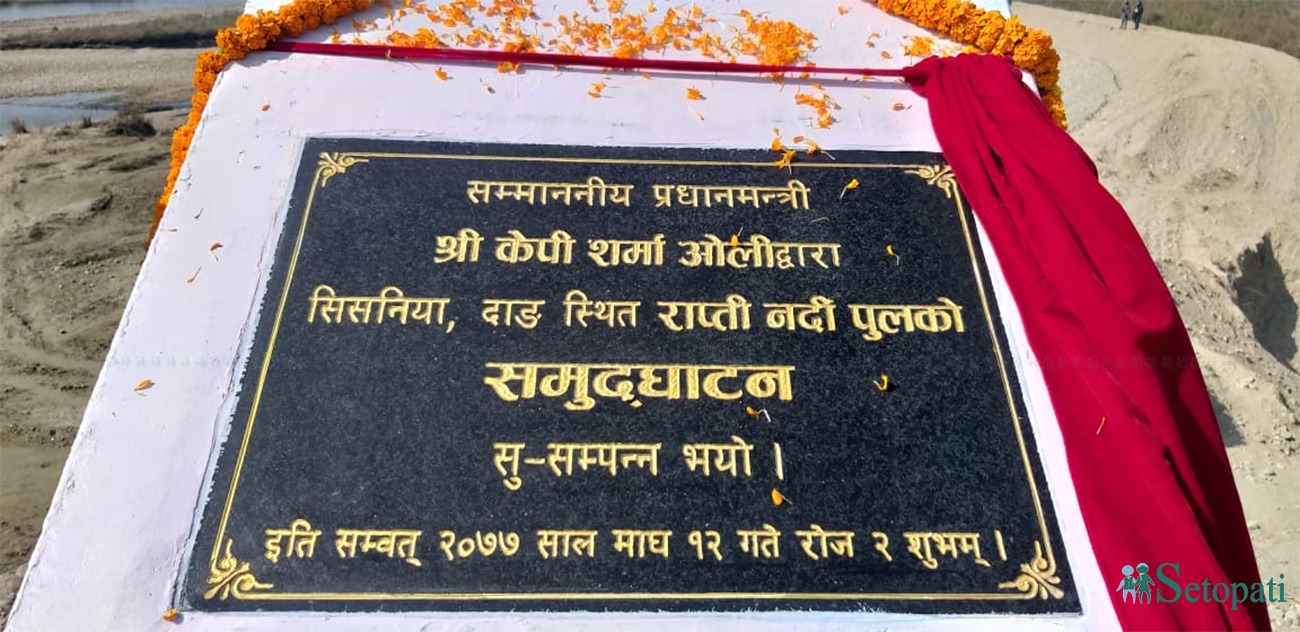 सम्माननीय प्रधानमन्त्री
श्री केपी शर्मा ओलीद्वारा
सिसनिया, दाङ स्थित राप्ती नदी पुलको
समुद्घाटन
सु-सम्पन्न भयो ।
इति सम्वत् २०७७ साल माघ १२ गते रोज २ शुभम् ।
Setopati